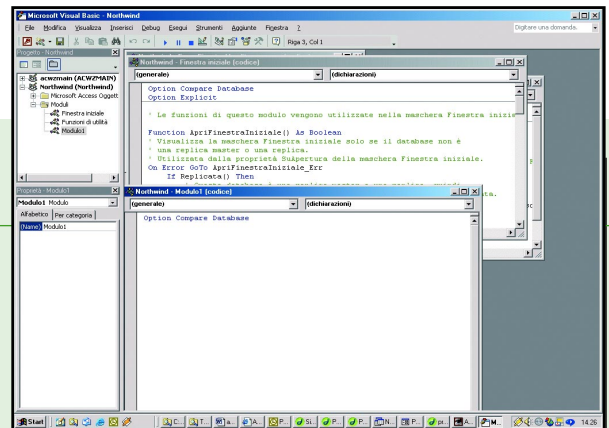 Microsoft Visual Basic - Northwind
File Modifica Visualizza Inserisci Debug Esegui Strumenti Aggiunte Finestra ?
Digitare una domanda.
Riga 3, Col 1
Progetto - Northwind
acwzmain (ACWZMAIN)
Northwind (Northwind)
Microsoft Access Oggett
Moduli
Finestra iniziale
Funzioni di utilità
Modulo1
Proprietà - Modulo1
Modulo1 Modulo
Alfabetico Per categoria
(Name) Modulo1
Northwind - Finestra iniziale (codice)
(generale) (dichiarazioni)
Option Compare Database
Option Explicit
' Le funzioni di questo modulo vengono utilizzate nella maschera Finestra inizia
Function ApriFinestraIniziale() As Boolean
' Visualizza la maschera Finestra iniziale solo se il database non è
' una replica master o una replica.
' Utilizzata dalla proprietà SuApertura della maschera Finestra iniziale.
On Error GoTo ApriFinestraIniziale_Err
If Replicata() Then
Northwind - Modulo1 (codice)
(generale) (dichiarazioni)
Option Compare Database
Start
C... T... a... A... P... Si... P... P... N... P... pr... A... M...
14.26